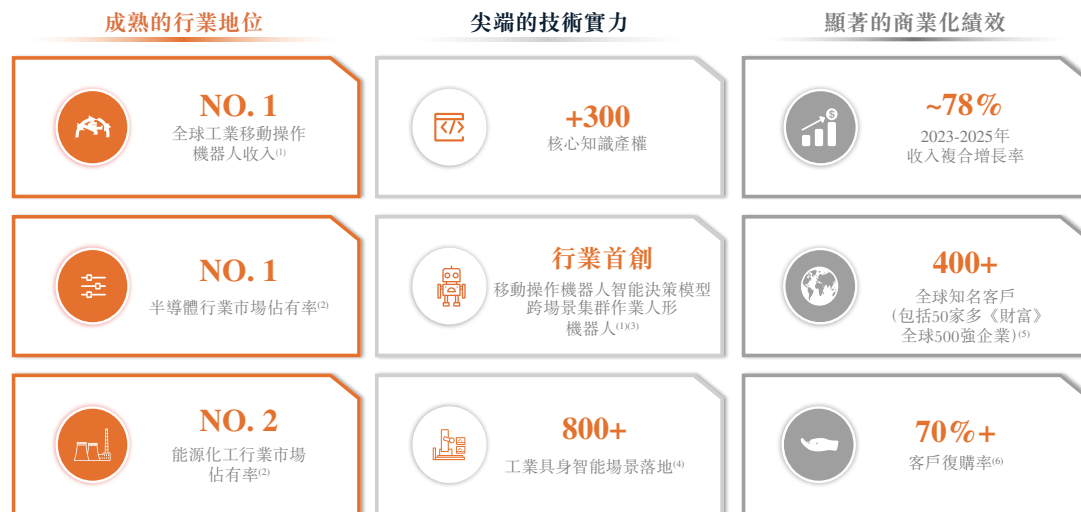 成熟的行業地位
尖端的技術實力
顯著的商業化績效
NO. 1
全球工業移動操作
機器人收入(1)
+300
核心知識產權
~78%
2023-2025年
收入複合增長率
NO. 1
半導體行業市場佔有率(2)
行業首創
移動操作機器人智能決策模型
跨場景集群作業人形
機器人(1)(3)
400+
全球知名客戶
(包括50家多《財富》
全球500強企業)(5)
NO. 2
能源化工行業市場
佔有率(2)
800+
工業具身智能場景落地(4)
70%+
客戶復購率(6)